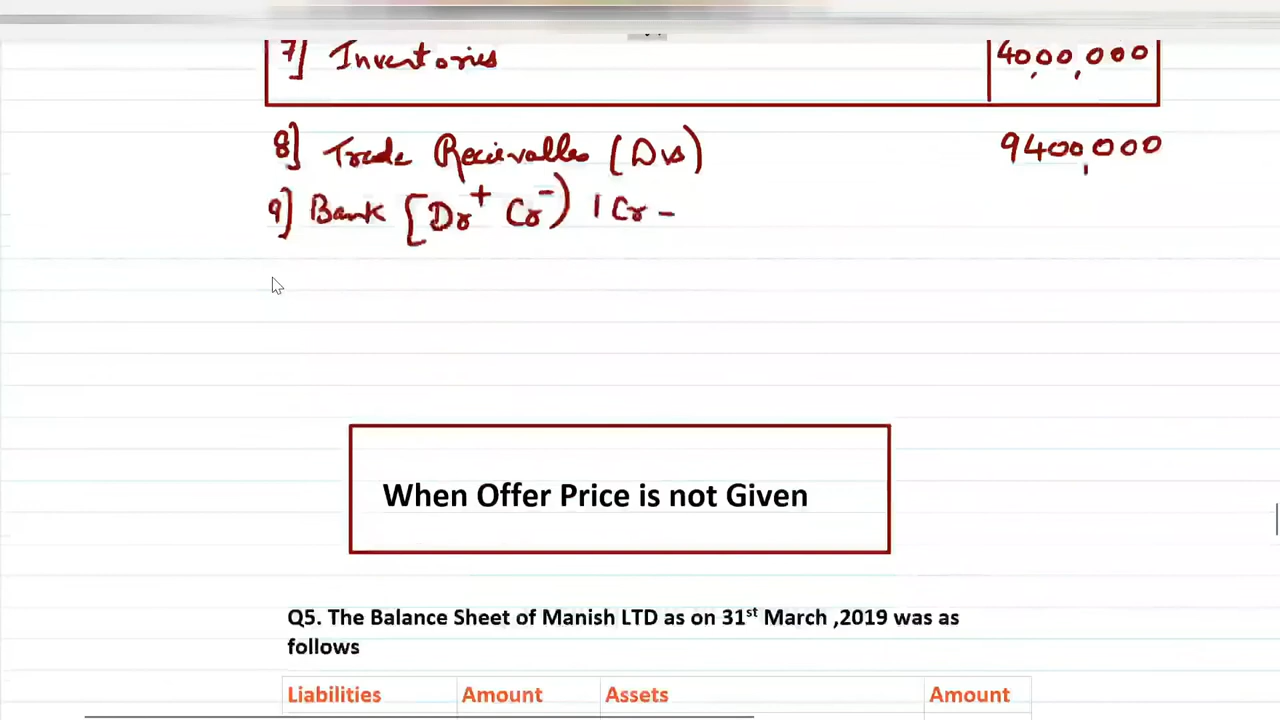 7] Inventories 4000,000
8] Trade Recievalles (Drs) 9400,000
9] Bank [Dr+ Cr-) 1 Cr -
When Offer Price is not Given
Q5. The Balance Sheet of Manish LTD as on 31st March ,2019 was as
follows
Liabilities Amount Assets Amount